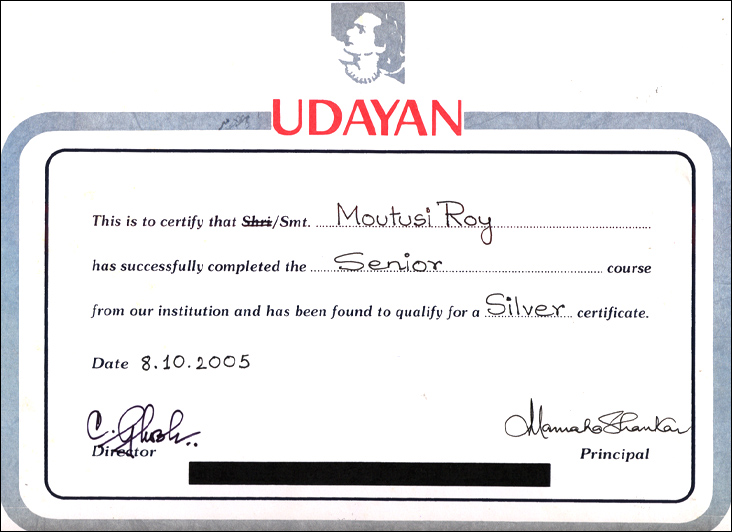 UDAYAN
This is to certify that Shri/Smt. Moutusi Roy
has successfully completed the Senior course
from our institution and has been found to qualify for a Silver certificate.
Date 8.10.2005
C. Ghosh.. Mamata Shankar
Director Principal